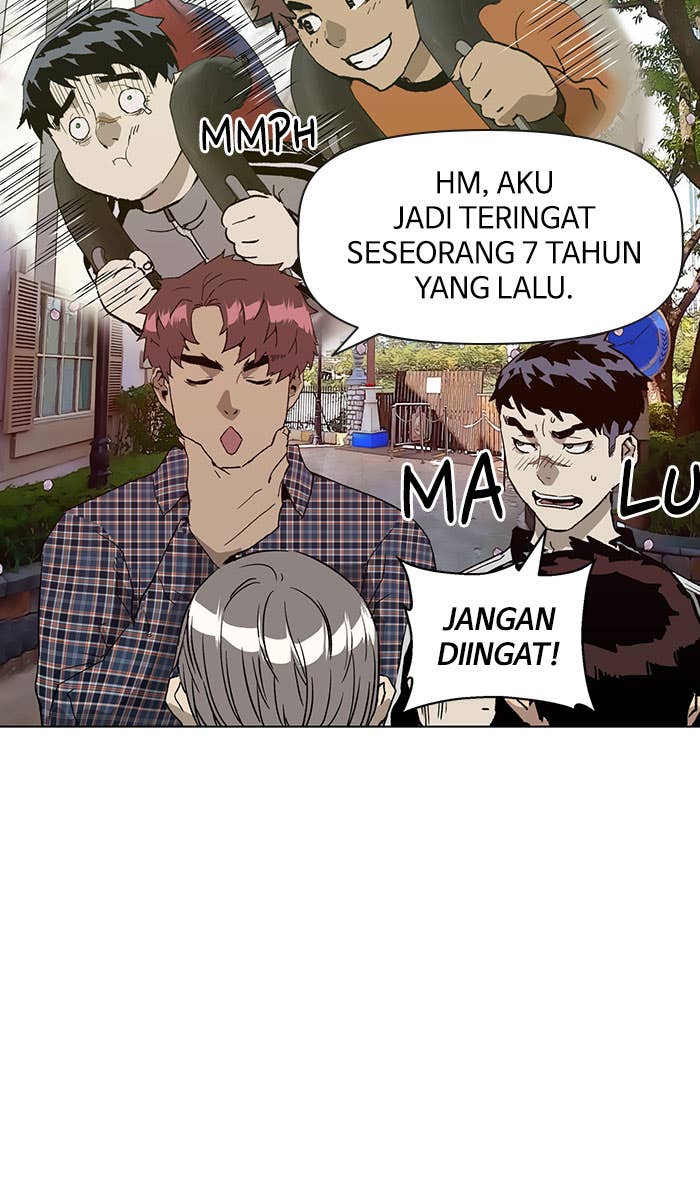 MMPH
HM, AKU
JADI TERINGAT
SESEORANG 7 TAHUN
YANG LALU.
MA LU
JANGAN
DIINGAT!